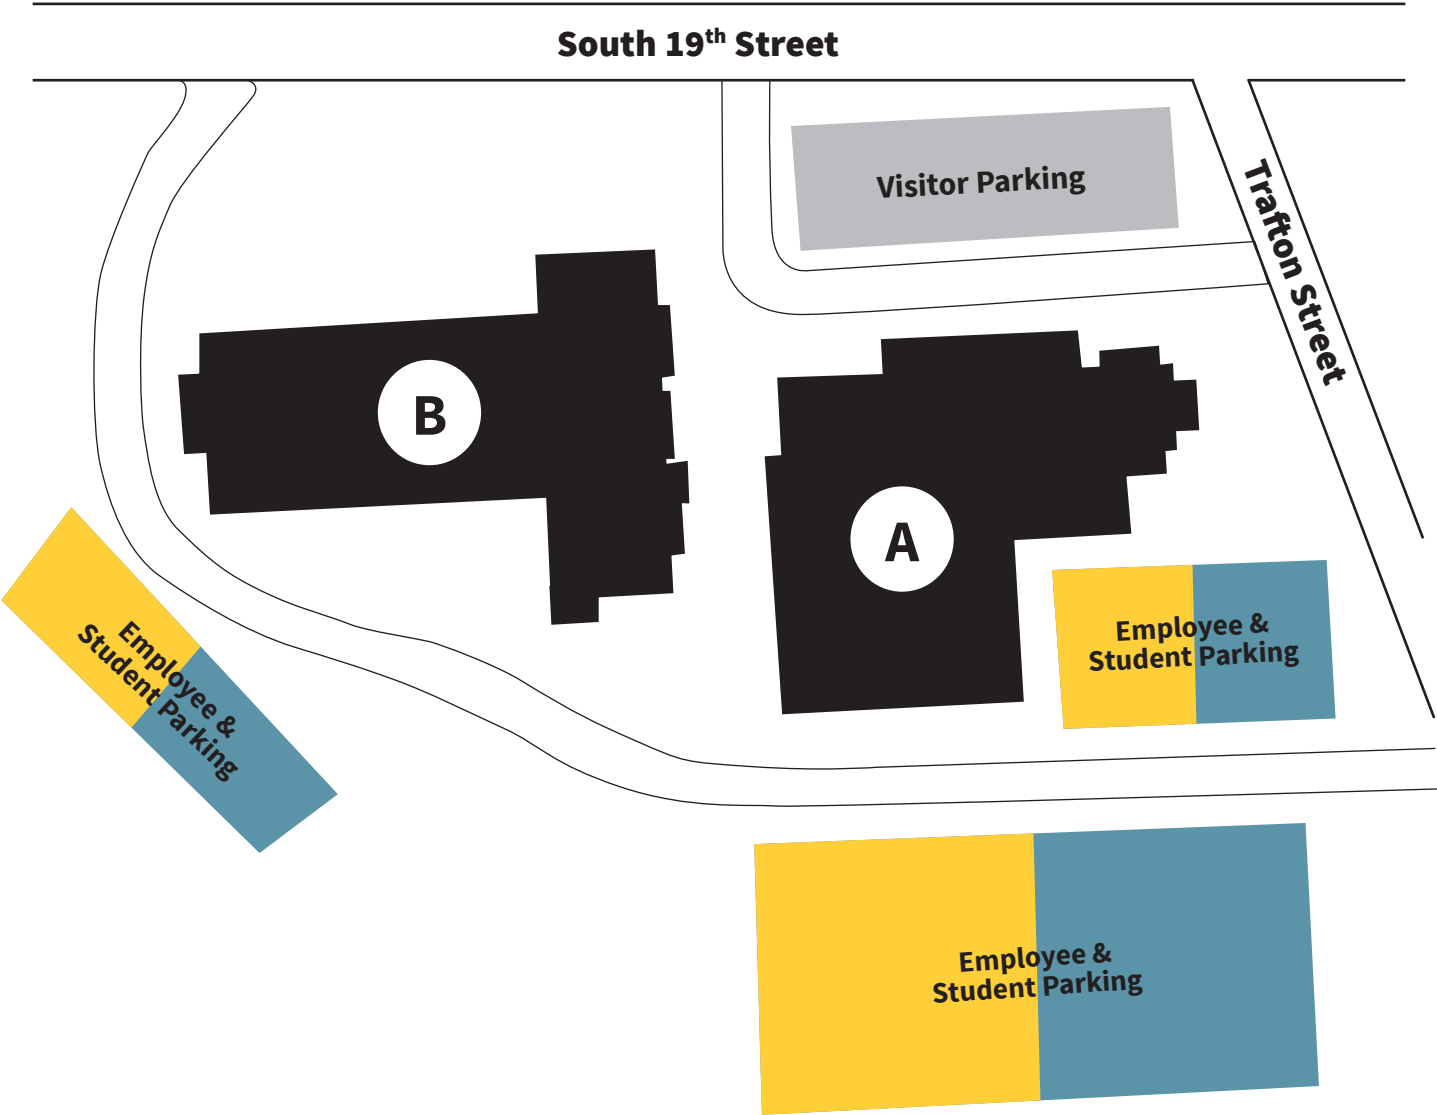 South 19th Street
Visitor Parking
Trafton Street
B
A
Employee &
Student Parking
Employee &
Student Parking
Employee &
Student Parking